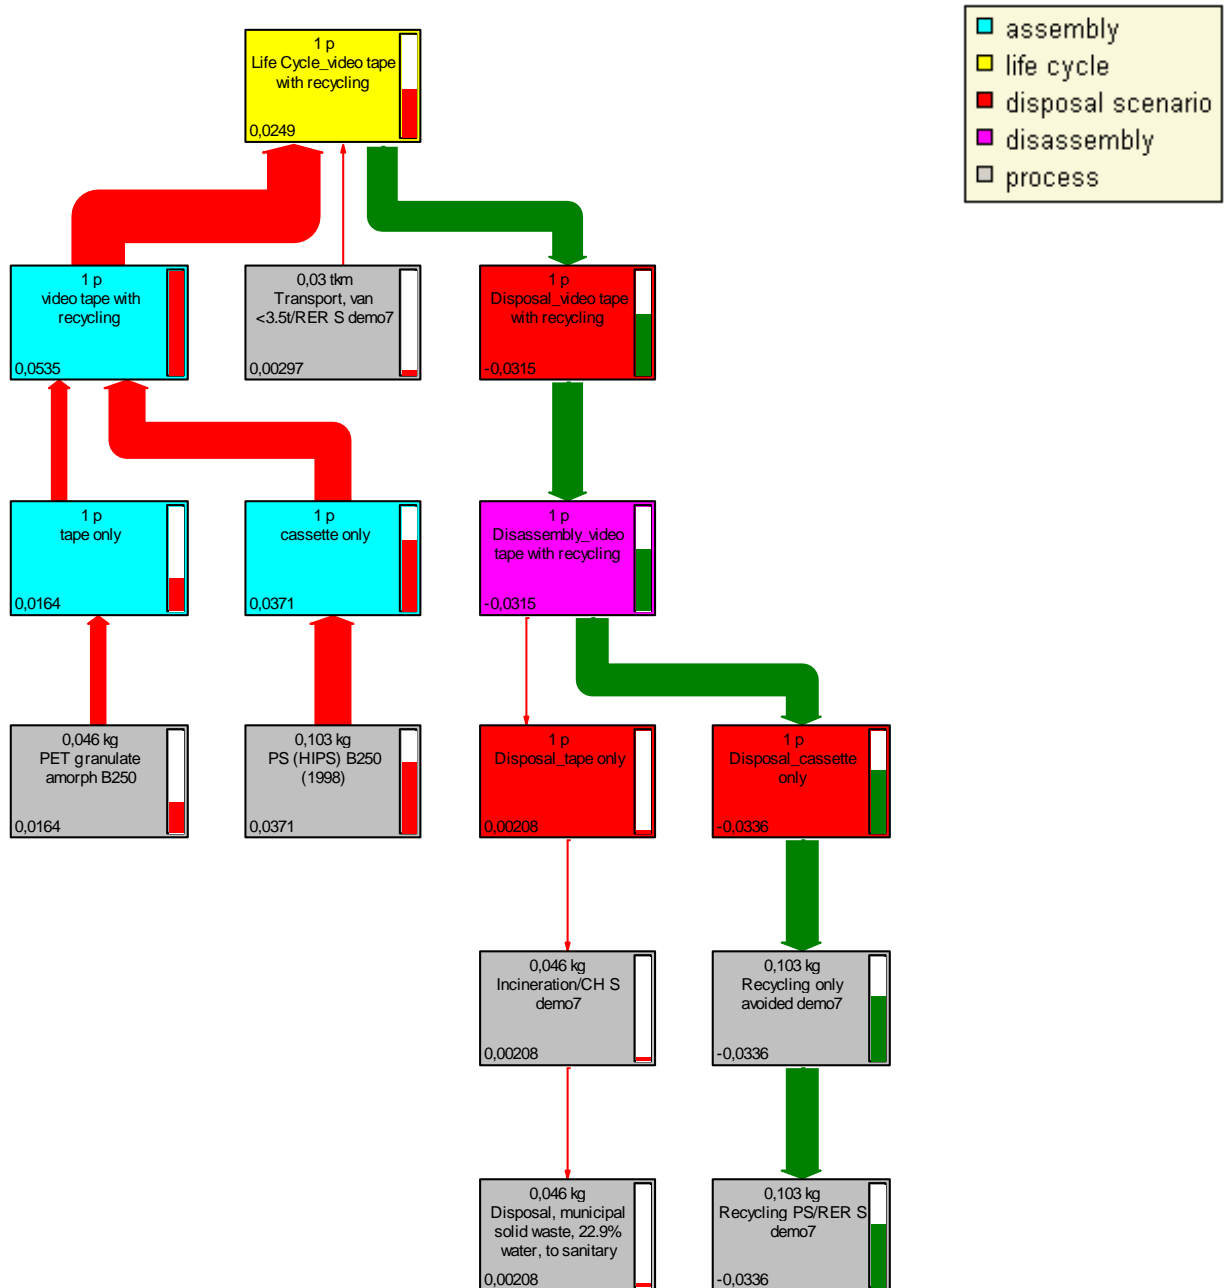 assembly
life cycle
disposal scenario
disassembly
process
1 p
Life Cycle_video tape
with recycling
0,0249
1 p
video tape with
recycling
0,0535
0,03 tkm
Transport, van
<3.5t/RER S demo7
0,00297
1 p
Disposal_video tape
with recycling
-0,0315
1 p
tape only
0,0164
1 p
cassette only
0,0371
1 p
Disassembly_video
tape with recycling
-0,0315
0,046 kg
PET granulate
amorph B250
0,0164
0,103 kg
PS (HIPS) B250
(1998)
0,0371
1 p
Disposal_tape only
0,00208
1 p
Disposal_cassette
only
-0,0336
0,046 kg
Incineration/CH S
demo7
0,00208
0,103 kg
Recycling only
avoided demo7
-0,0336
0,046 kg
Disposal, municipal
solid waste, 22.9%
water, to sanitary
0,00208
0,103 kg
Recycling PS/RER S
demo7
-0,0336